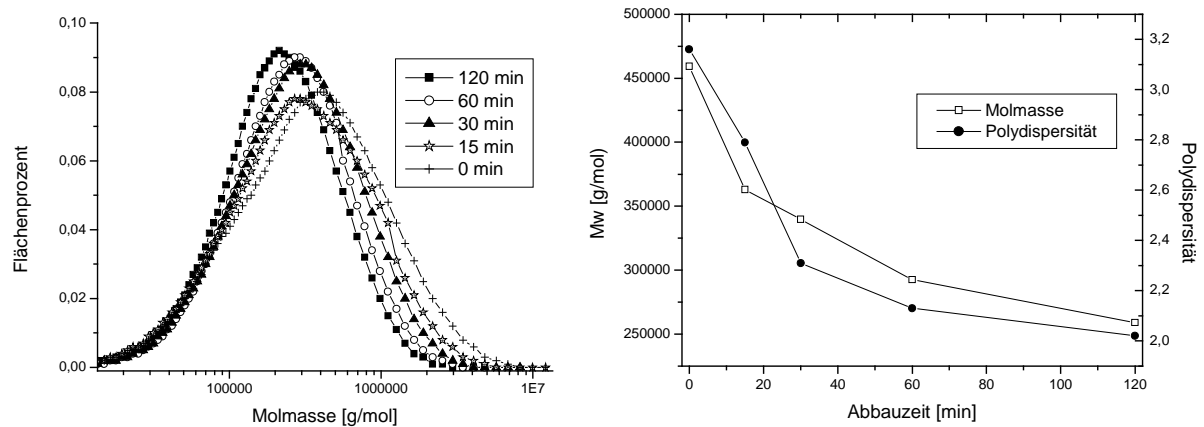 0,10
0,08
0,06
0,04
0,02
0,00
Flächenprozent
100000 1000000 1E7
Molmasse [g/mol]
120 min
60 min
30 min
15 min
0 min
500000
450000
400000
350000
300000
250000
Mw [g/mol]
0 20 40 60 80 100 120
Abbauzeit [min]
Molmasse
Polydispersität
3,2
3,0
2,8
2,6
2,4
2,2
2,0
Polydispersität